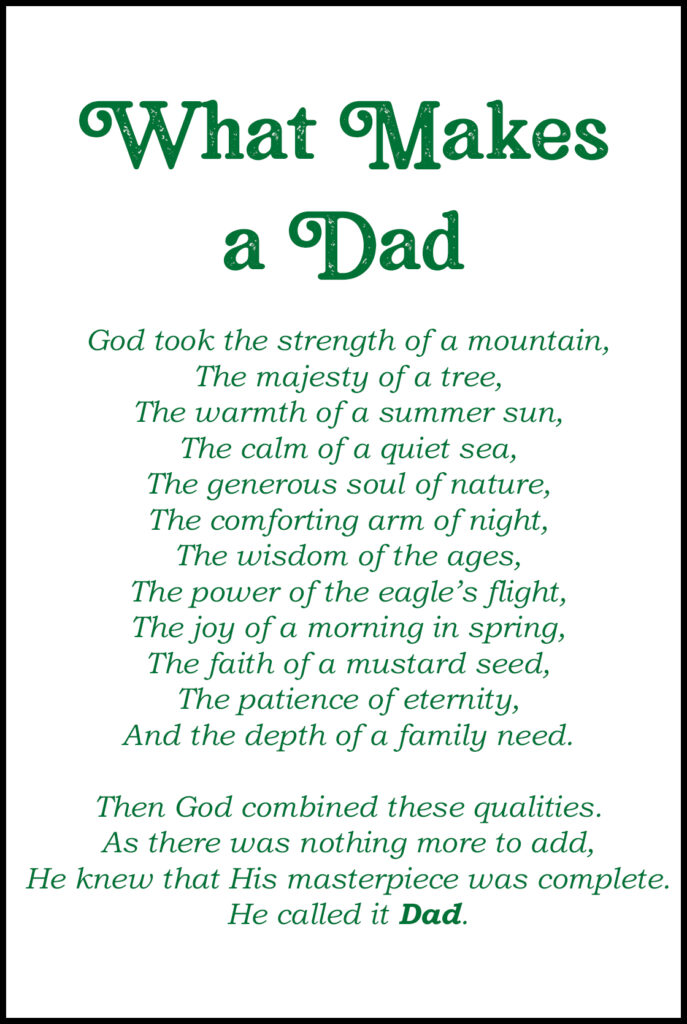 What Makes
a Dad
God took the strength of a mountain,
The majesty of a tree,
The warmth of a summer sun,
The calm of a quiet sea,
The generous soul of nature,
The comforting arm of night,
The wisdom of the ages,
The power of the eagle’s flight,
The joy of a morning in spring,
The faith of a mustard seed,
The patience of eternity,
And the depth of a family need.
Then God combined these qualities.
As there was nothing more to add,
He knew that His masterpiece was complete.
He called it Dad.